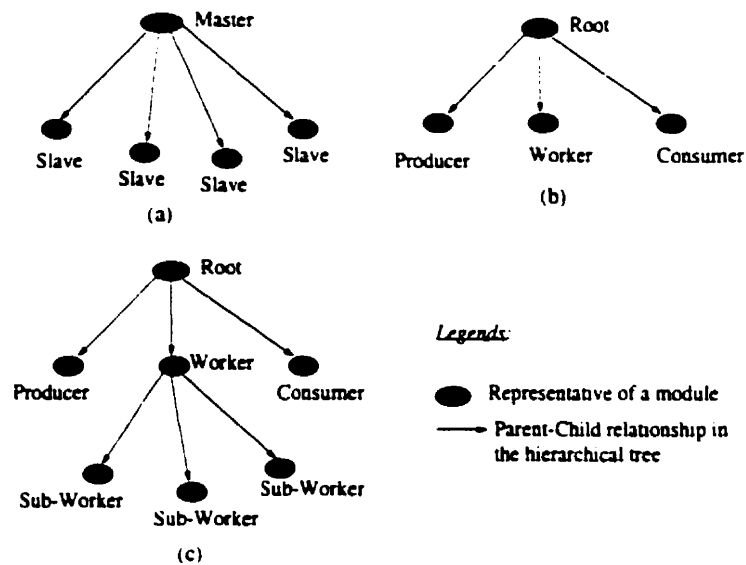 Master
Slave
Slave
Slave
Slave
(a)
Root
Producer
Worker
Consumer
(b)
Root
Producer
Worker
Consumer
Sub-Worker
Sub-Worker
Sub-Worker
(c)
Legends:
Representative of a module
Parent-Child relationship in
the hierarchical tree